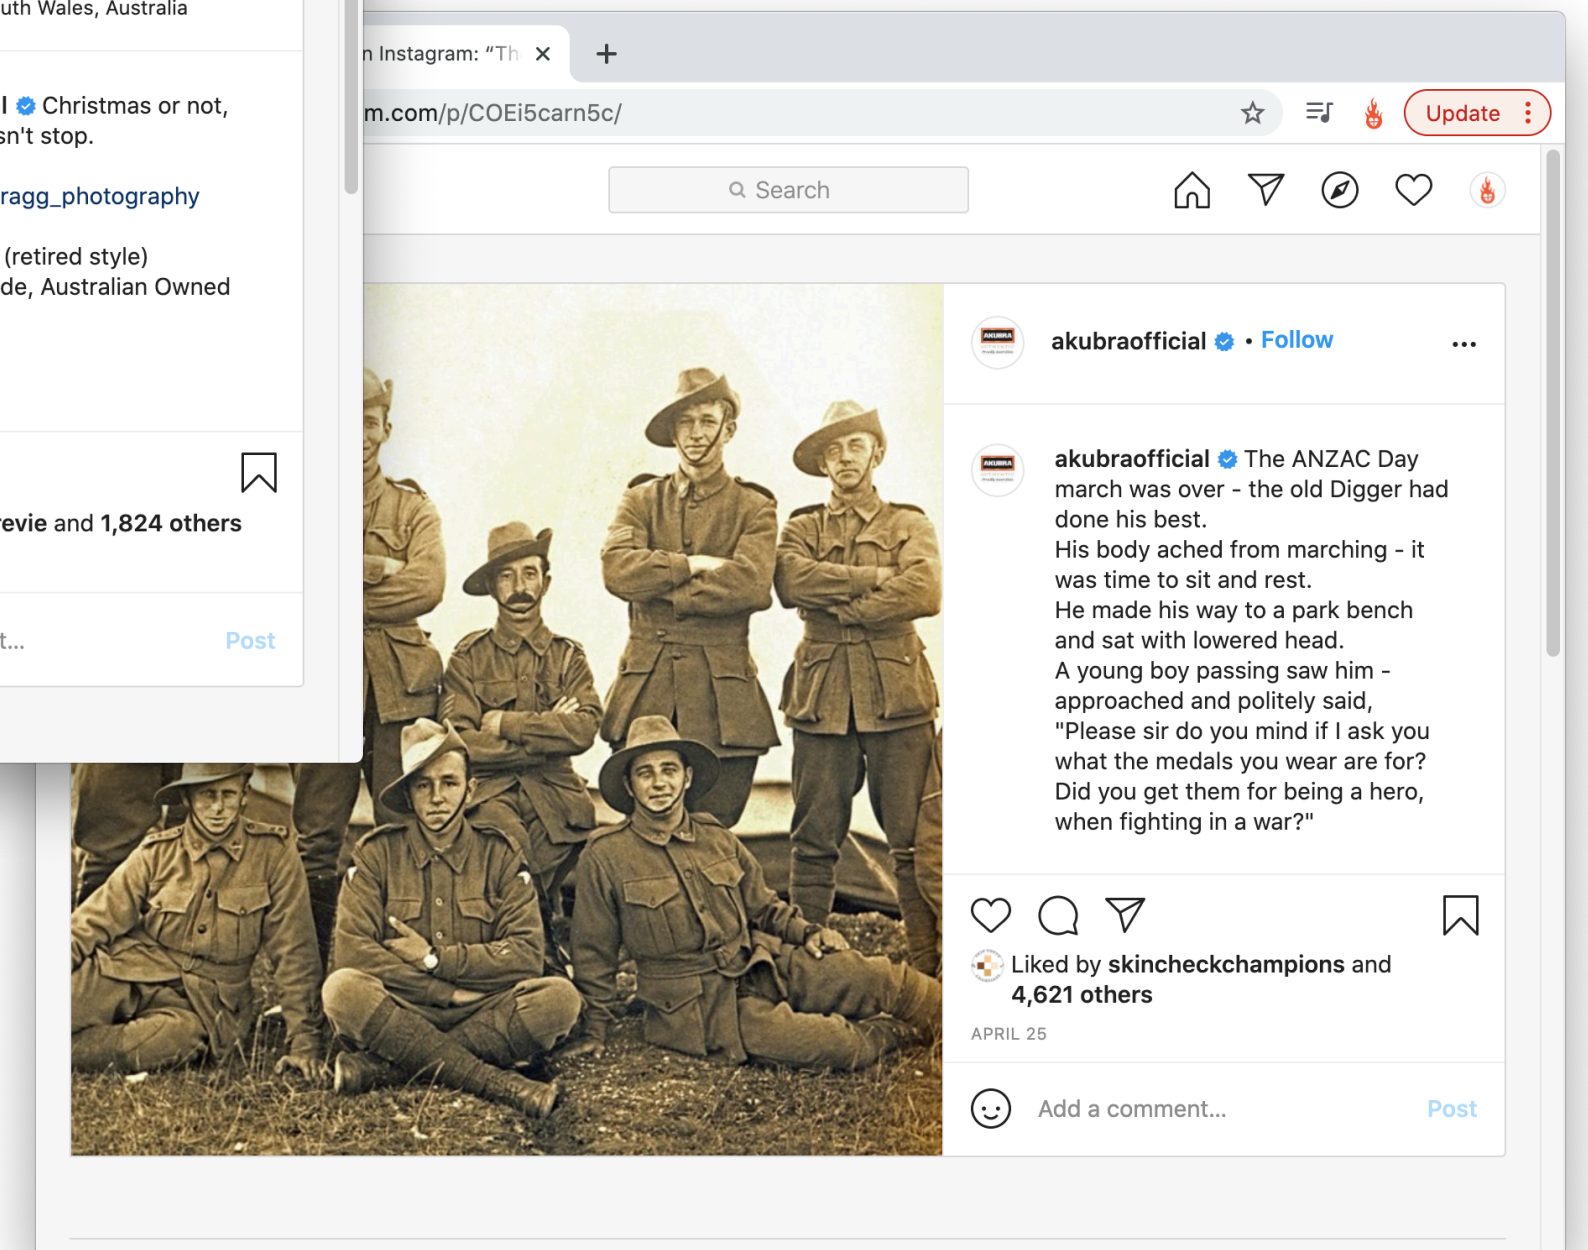 uth Wales, Australia
l Christmas or not,
sn't stop.
ragg_photography
(retired style)
de, Australian Owned
revie and 1,824 others
t...
Post
n Instagram: “Th
m.com/p/COEi5carn5c/
Update
Search
AKUBRA
akubraofficial • Follow
AKUBRA
akubraofficial The ANZAC Day
march was over - the old Digger had
done his best.
His body ached from marching - it
was time to sit and rest.
He made his way to a park bench
and sat with lowered head.
A young boy passing saw him -
approached and politely said,
"Please sir do you mind if I ask you
what the medals you wear are for?
Did you get them for being a hero,
when fighting in a war?"
Liked by skincheckchampions and
4,621 others
APRIL 25
Add a comment...
Post